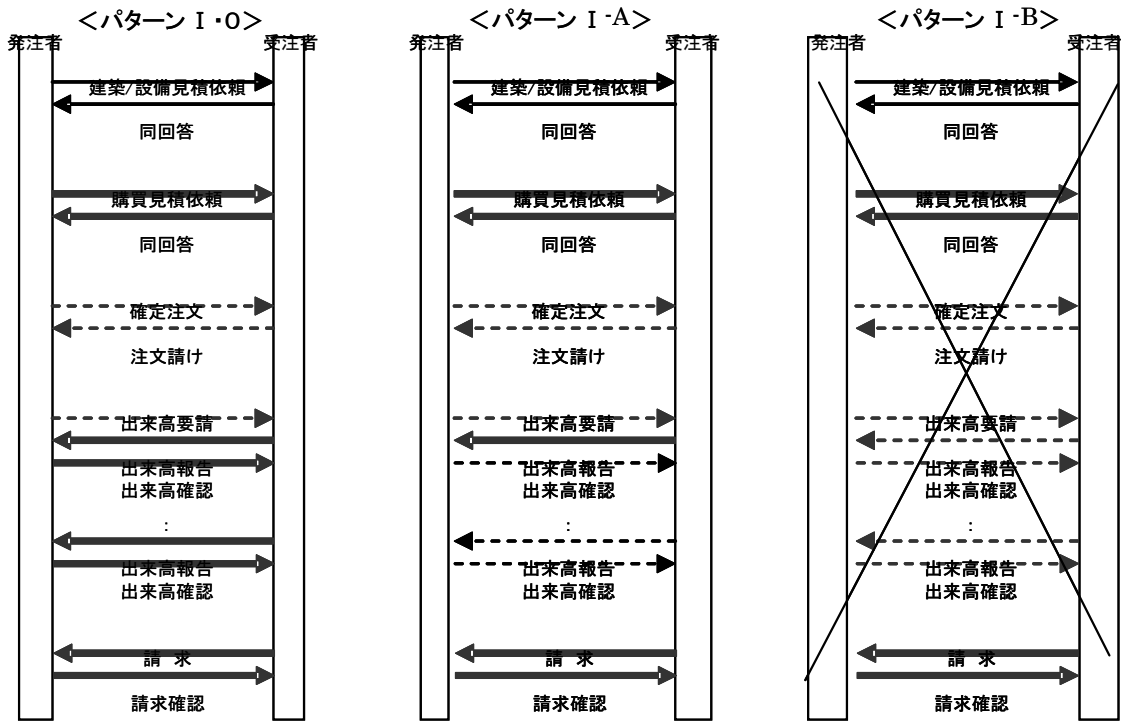 ＜パターン Ⅰ・0＞
発注者
受注者
建築/設備見積依頼
同回答
購買見積依頼
同回答
確定注文
注文請け
出来高要請
出来高報告
出来高確認
:
出来高報告
出来高確認
請 求
請求確認
＜パターン Ⅰ-A＞
発注者
受注者
建築/設備見積依頼
同回答
購買見積依頼
同回答
確定注文
注文請け
出来高要請
出来高報告
出来高確認
:
出来高報告
出来高確認
請 求
請求確認
＜パターン Ⅰ-B＞
発注者
受注者
建築/設備見積依頼
同回答
購買見積依頼
同回答
確定注文
注文請け
出来高要請
出来高報告
出来高確認
:
出来高報告
出来高確認
請 求
請求確認